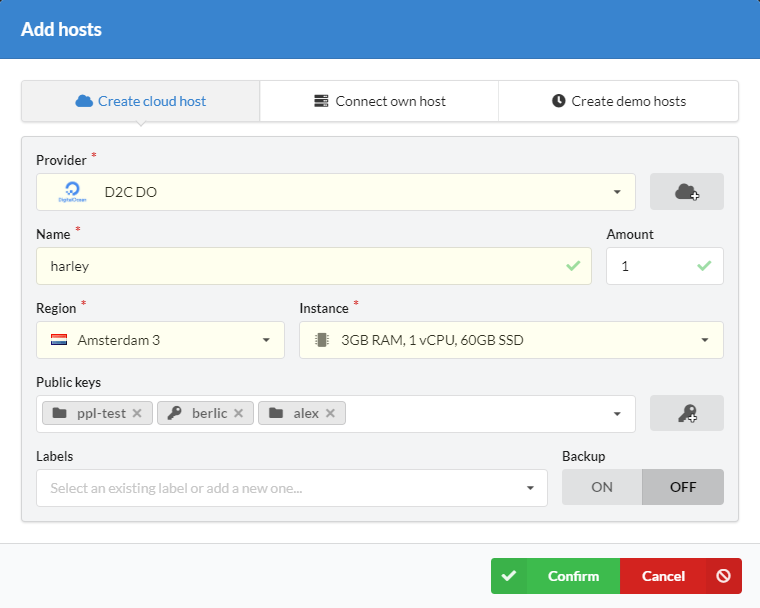 Add hosts
Create cloud host
Connect own host
Create demo hosts
Provider *
DigitalOcean D2C DO
Name *
Amount
harley
1
Region *
Instance *
Amsterdam 3
3GB RAM, 1 vCPU, 60GB SSD
Public keys
ppl-test
berlic
alex
Labels
Backup
Select an existing label or add a new one...
ON
OFF
Confirm
Cancel